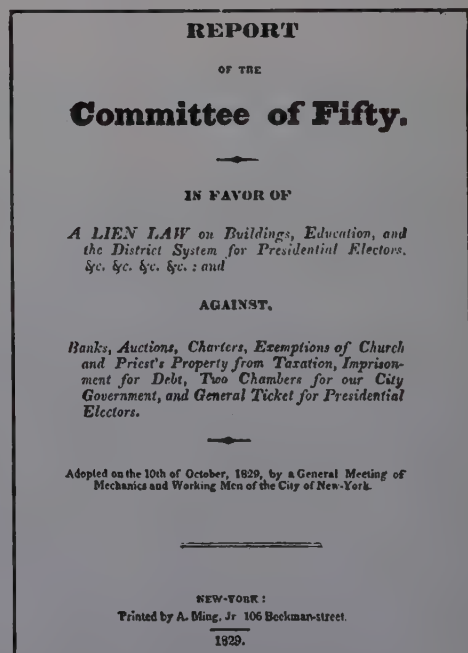 REPORT
OF THE
Committee of Fifty.
IN FAVOR OF
A LIEN LAW on Buildings, Education, and
the District System for Presidential Electors,
&c. &c. &c. &c. : and
AGAINST,
Banks, Auctions, Charters, Exemptions of Church
and Priest's Property from Taxation, Imprison-
ment for Debt, Two Chambers for our City
Government, and General Ticket for Presidential
Electors.
Adopted on the 10th of October, 1829, by a General Meeting of
Mechanics and Working Men of the City of New-York.
NEW-YORK :
Printed by A. Ming, Jr 106 Beekman-street.
1829.